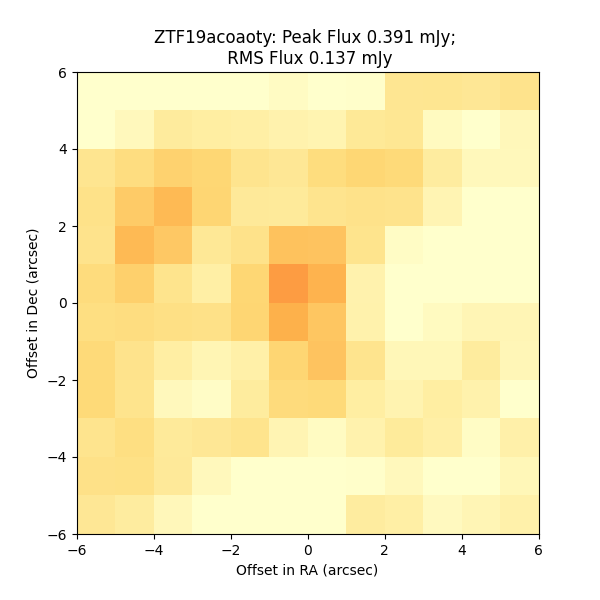 ZTF19acoaoty: Peak Flux 0.391 mJy;
RMS Flux 0.137 mJy
6
4
2
0
−2
−4
−6
Offset in Dec (arcsec)
−6 −4 −2 0 2 4 6
Offset in RA (arcsec)